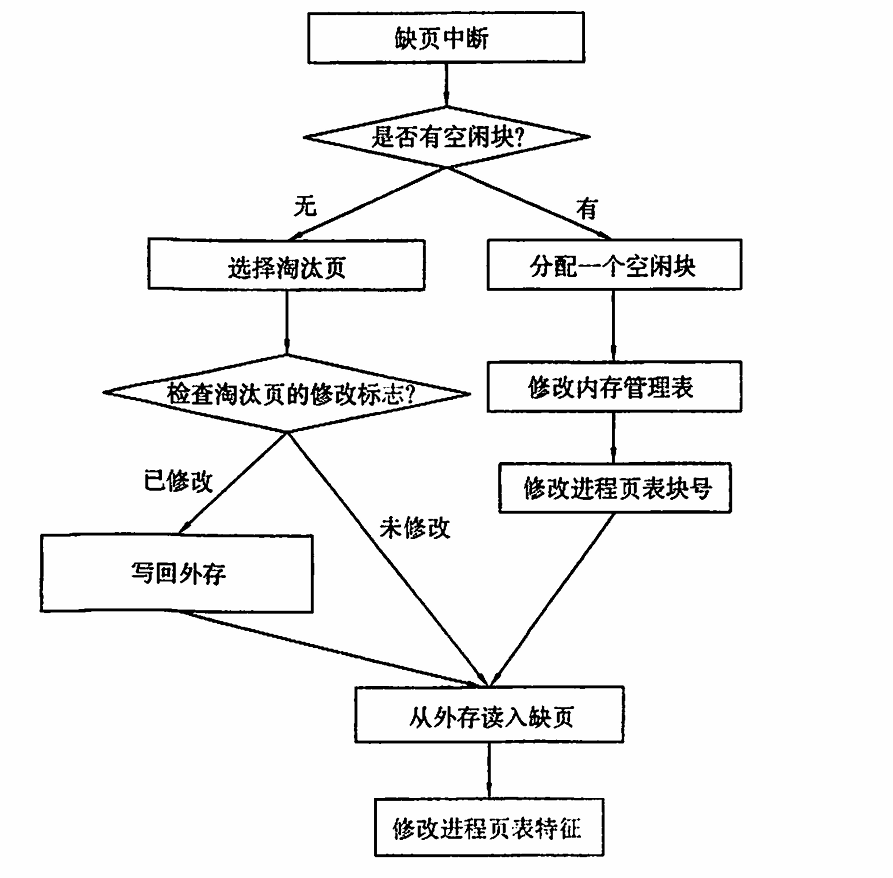 缺页中断
是否有空闲块?
无
有
选择淘汰页
分配一个空闲块
检查淘汰页的修改标志?
修改内存管理表
已修改
修改进程页表块号
未修改
写回外存
从外存读入缺页
修改进程页表特征